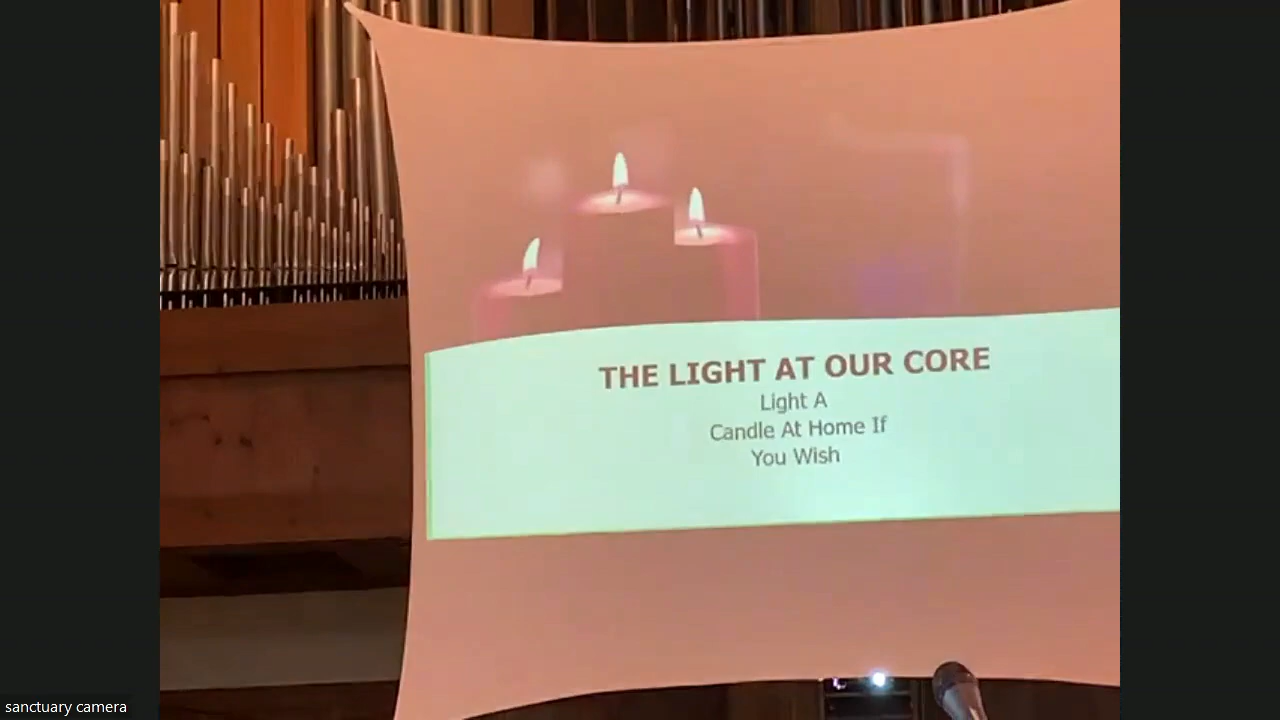 THE LIGHT AT OUR CORE
Light A
Candle At Home If
You Wish
sanctuary camera